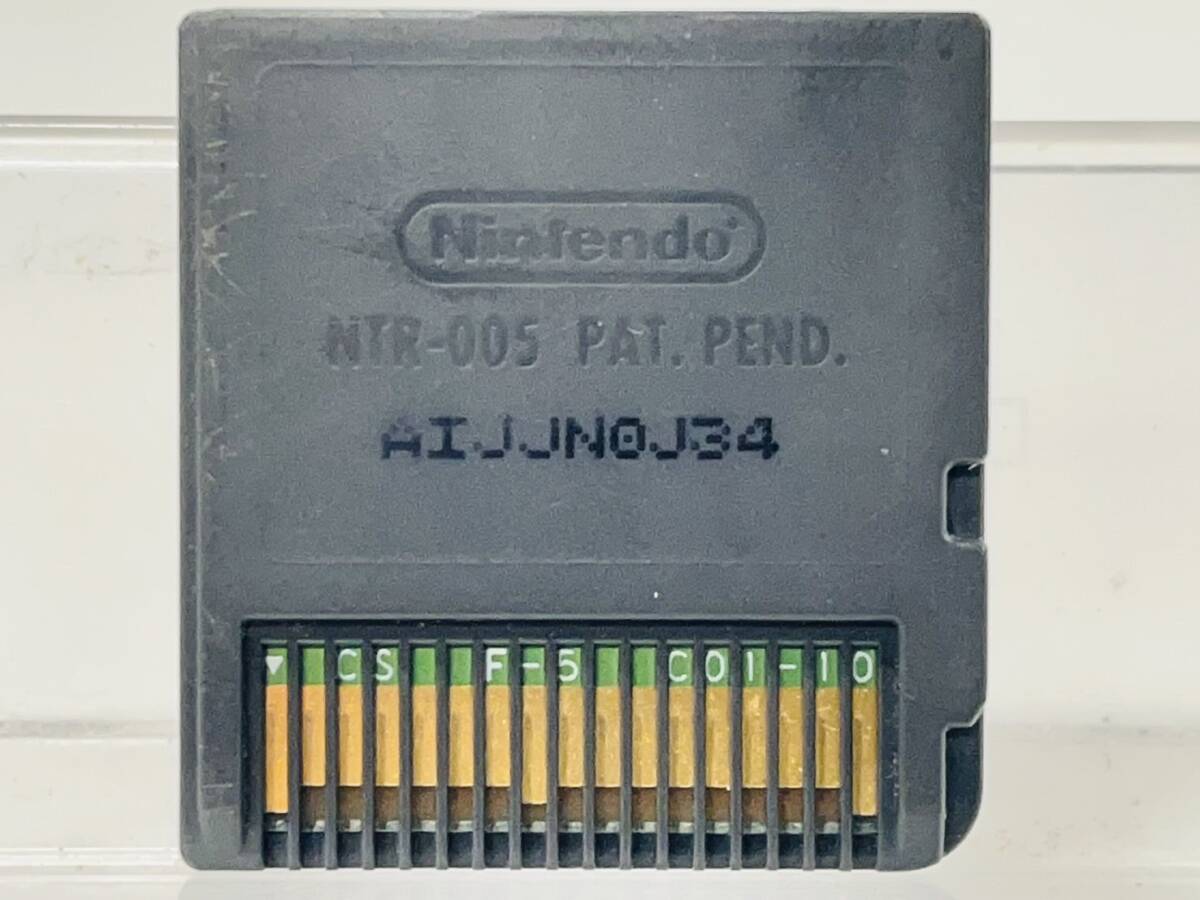 Nintendo®
NTR-005 PAT. PEND.
AIJJN0J34
▼ CS F-5 C01-10